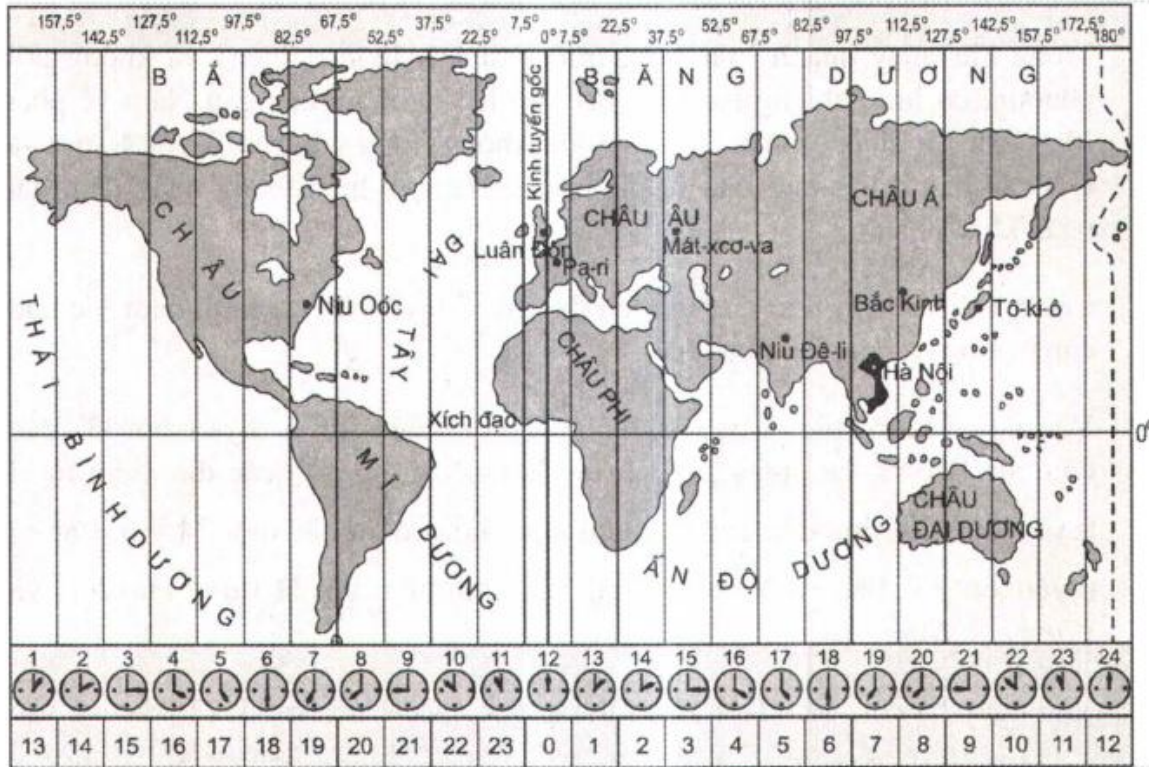 157,5° 127,5° 97,5° 67,5° 37,5° 7,5° 0° 7,5° 22,5° 37,5° 52,5° 67,5° 82,5° 97,5° 112,5° 127,5° 142,5° 157,5° 172,5° 180°
142,5° 112,5° 82,5° 52,5° 22,5°
BẮC BĂNG DƯƠNG
Kinh tuyến gốc
CHÂU MĨ
CHÂU ÂU
CHÂU Á
Luân Đôn
Pa-ri
Mát-xcơ-va
Niu Oóc
Bắc Kinh
Tô-ki-ô
Niu Đê-li
Hà Nội
THÁI BÌNH DƯƠNG
ĐẠI TÂY DƯƠNG
CHÂU PHI
Xích đạo
0°
CHÂU
ĐẠI DƯƠNG
ẤN ĐỘ DƯƠNG
1 2 3 4 5 6 7 8 9 10 11 12 13 14 15 16 17 18 19 20 21 22 23 24
13 14 15 16 17 18 19 20 21 22 23 0 1 2 3 4 5 6 7 8 9 10 11 12